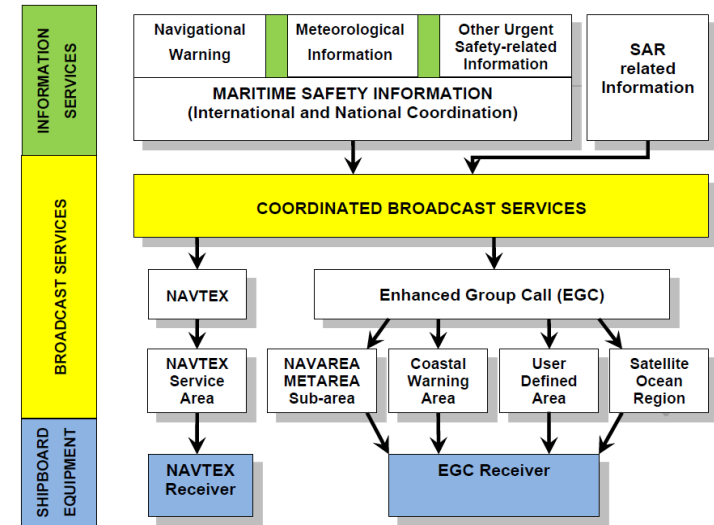 INFORMATION
SERVICES
Navigational
Warning
Meteorological
Information
Other Urgent
Safety-related
Information
SAR
related
Information
MARITIME SAFETY INFORMATION
(International and National Coordination)
BROADCAST SERVICES
COORDINATED BROADCAST SERVICES
NAVTEX
Enhanced Group Call (EGC)
NAVTEX
Service
Area
NAVAREA
METAREA
Sub-area
Coastal
Warning
Area
User
Defined
Area
Satellite
Ocean
Region
SHIPBOARD
EQUIPMENT
NAVTEX
Receiver
EGC Receiver